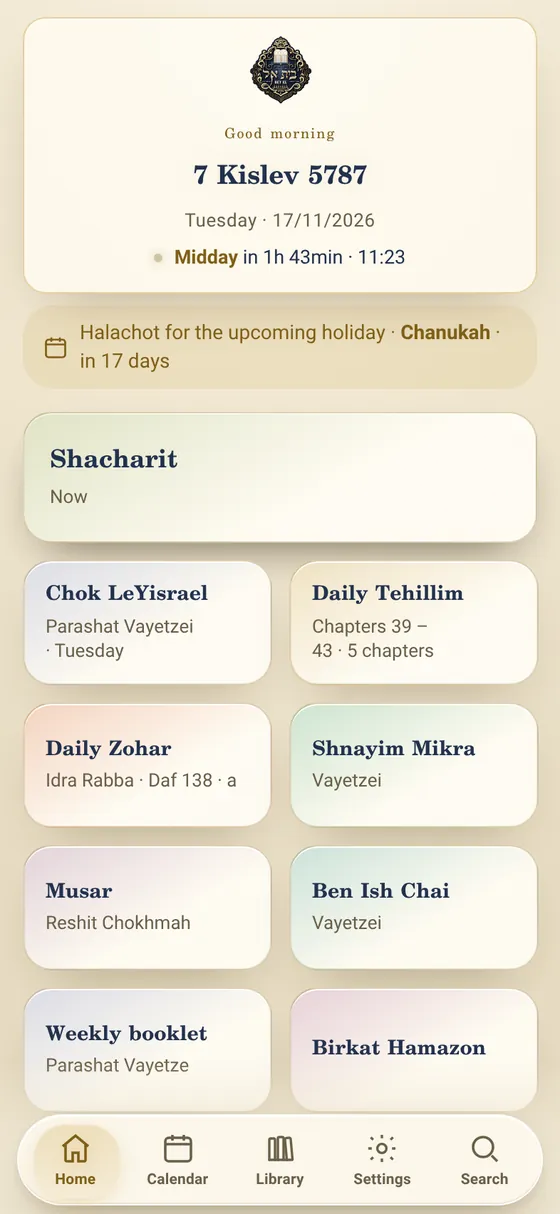 בית אל
Good morning
7 Kislev 5787
Tuesday · 17/11/2026
Midday in 1h 43min · 11:23
Halachot for the upcoming holiday · Chanukah ·
in 17 days
Shacharit
Now
Chok LeYisrael
Parashat Vayetzei
· Tuesday
Daily Tehillim
Chapters 39 –
43 · 5 chapters
Daily Zohar
Idra Rabba · Daf 138 · a
Shnayim Mikra
Vayetzei
Musar
Reshit Chokhmah
Ben Ish Chai
Vayetzei
Weekly booklet
Parashat Vayetze
Birkat Hamazon
Home
Calendar
Library
Settings
Search